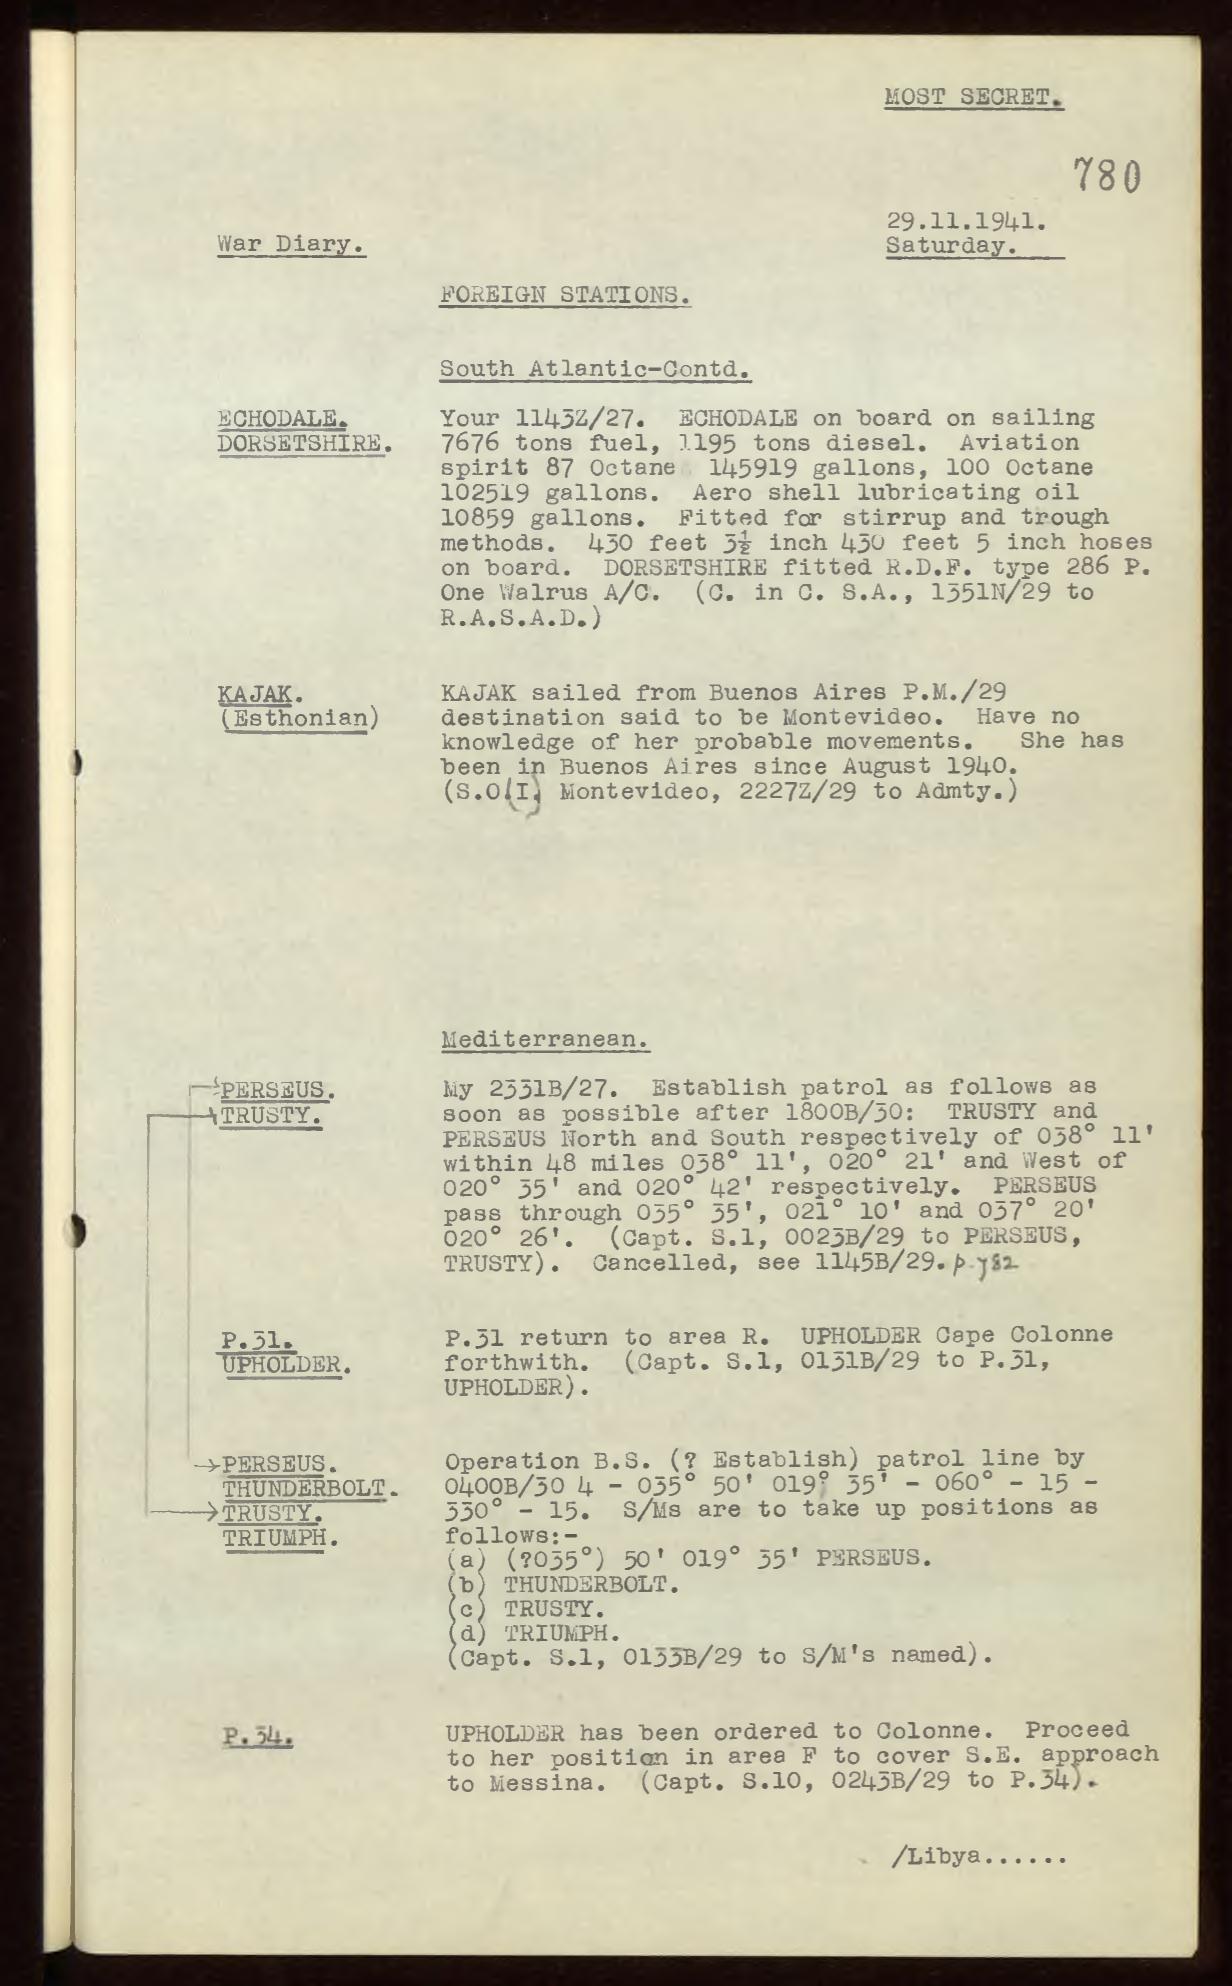 MOST SECRET.
780
29.11.1941.
War Diary.
Saturday.
FOREIGN STATIONS.
South Atlantic-Contd.
ECHODALE.
DORSETSHIRE.
Your 1143Z/27. ECHODALE on board on sailing
7676 tons fuel, 1195 tons diesel. Aviation
spirit 87 Octane 145919 gallons, 100 Octane
102519 gallons. Aero shell lubricating oil
10859 gallons. Fitted for stirrup and trough
methods. 430 feet 3½ inch 430 feet 5 inch hoses
on board. DORSETSHIRE fitted R.D.F. type 286 P.
One Walrus A/C. (C. in C. S.A., 1351N/29 to
R.A.S.A.D.)
KAJAK.
(Esthonian)
KAJAK sailed from Buenos Aires P.M./29
destination said to be Montevideo. Have no
knowledge of her probable movements. She has
been in Buenos Aires since August 1940.
(S.O(I) Montevideo, 2227Z/29 to Admty.)
Mediterranean.
PERSEUS.
TRUSTY.
My 2331B/27. Establish patrol as follows as
soon as possible after 1800B/30: TRUSTY and
PERSEUS North and South respectively of 038° 11'
within 48 miles 038° 11', 020° 21' and West of
020° 35' and 020° 42' respectively. PERSEUS
pass through 035° 35', 021° 10' and 037° 20'
020° 26'. (Capt. S.1, 0023B/29 to PERSEUS,
TRUSTY). Cancelled, see 1145B/29. p.782
P.31.
UPHOLDER.
P.31 return to area R. UPHOLDER Cape Colonne
forthwith. (Capt. S.1, 0131B/29 to P.31,
UPHOLDER).
PERSEUS.
THUNDERBOLT.
TRUSTY.
TRIUMPH.
Operation B.S. (? Establish) patrol line by
0400B/30 4 - 035° 50' 019° 35' - 060° - 15 -
330° - 15. S/Ms are to take up positions as
follows:-
(a) (?035°) 50' 019° 35' PERSEUS.
(b) THUNDERBOLT.
(c) TRUSTY.
(d) TRIUMPH.
(Capt. S.1, 0133B/29 to S/M's named).
P.34.
UPHOLDER has been ordered to Colonne. Proceed
to her position in area F to cover S.E. approach
to Messina. (Capt. S.10, 0243B/29 to P.34).
/Libya......